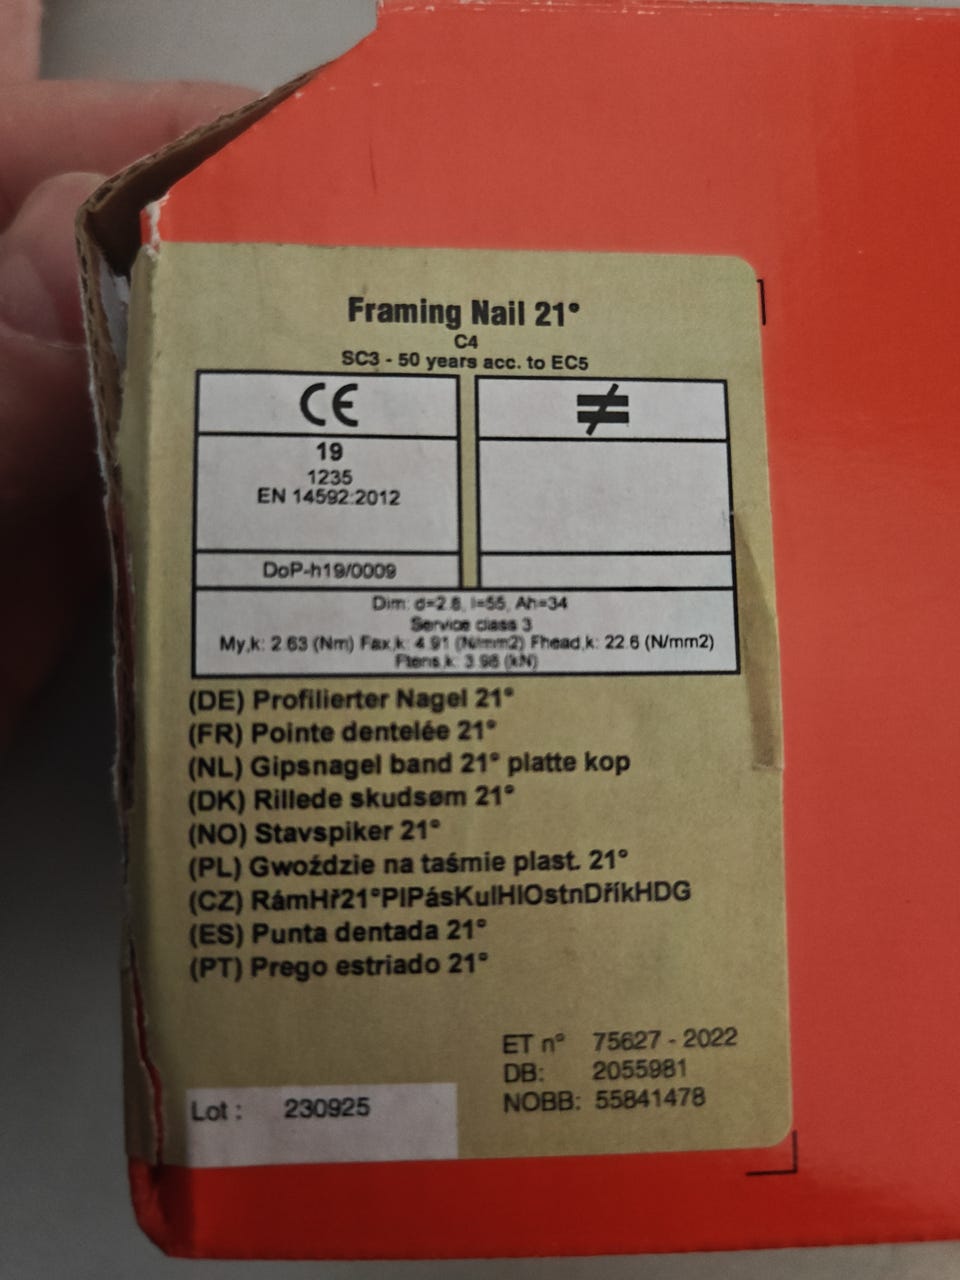 Framing Nail 21°
C4
SC3 - 50 years acc. to EC5
CE
≠
19
1235
EN 14592:2012
DoP-h19/0009
Dim: d=2.8, l=55, Ah=34
Service class 3
My,k: 2.63 (Nm) Fax,k: 4.91 (N/mm2) Fhead,k: 22.6 (N/mm2)
Ftens,k: 3.98 (kN)
(DE) Profilierter Nagel 21°
(FR) Pointe dentelée 21°
(NL) Gipsnagel band 21° platte kop
(DK) Rillede skudsøm 21°
(NO) Stavspiker 21°
(PL) Gwoździe na taśmie plast. 21°
(CZ) RámHř21°PlPásKulHlOstnDříkHDG
(ES) Punta dentada 21°
(PT) Prego estriado 21°
ET n° 75627 - 2022
DB: 2055981
NOBB: 55841478
Lot : 230925